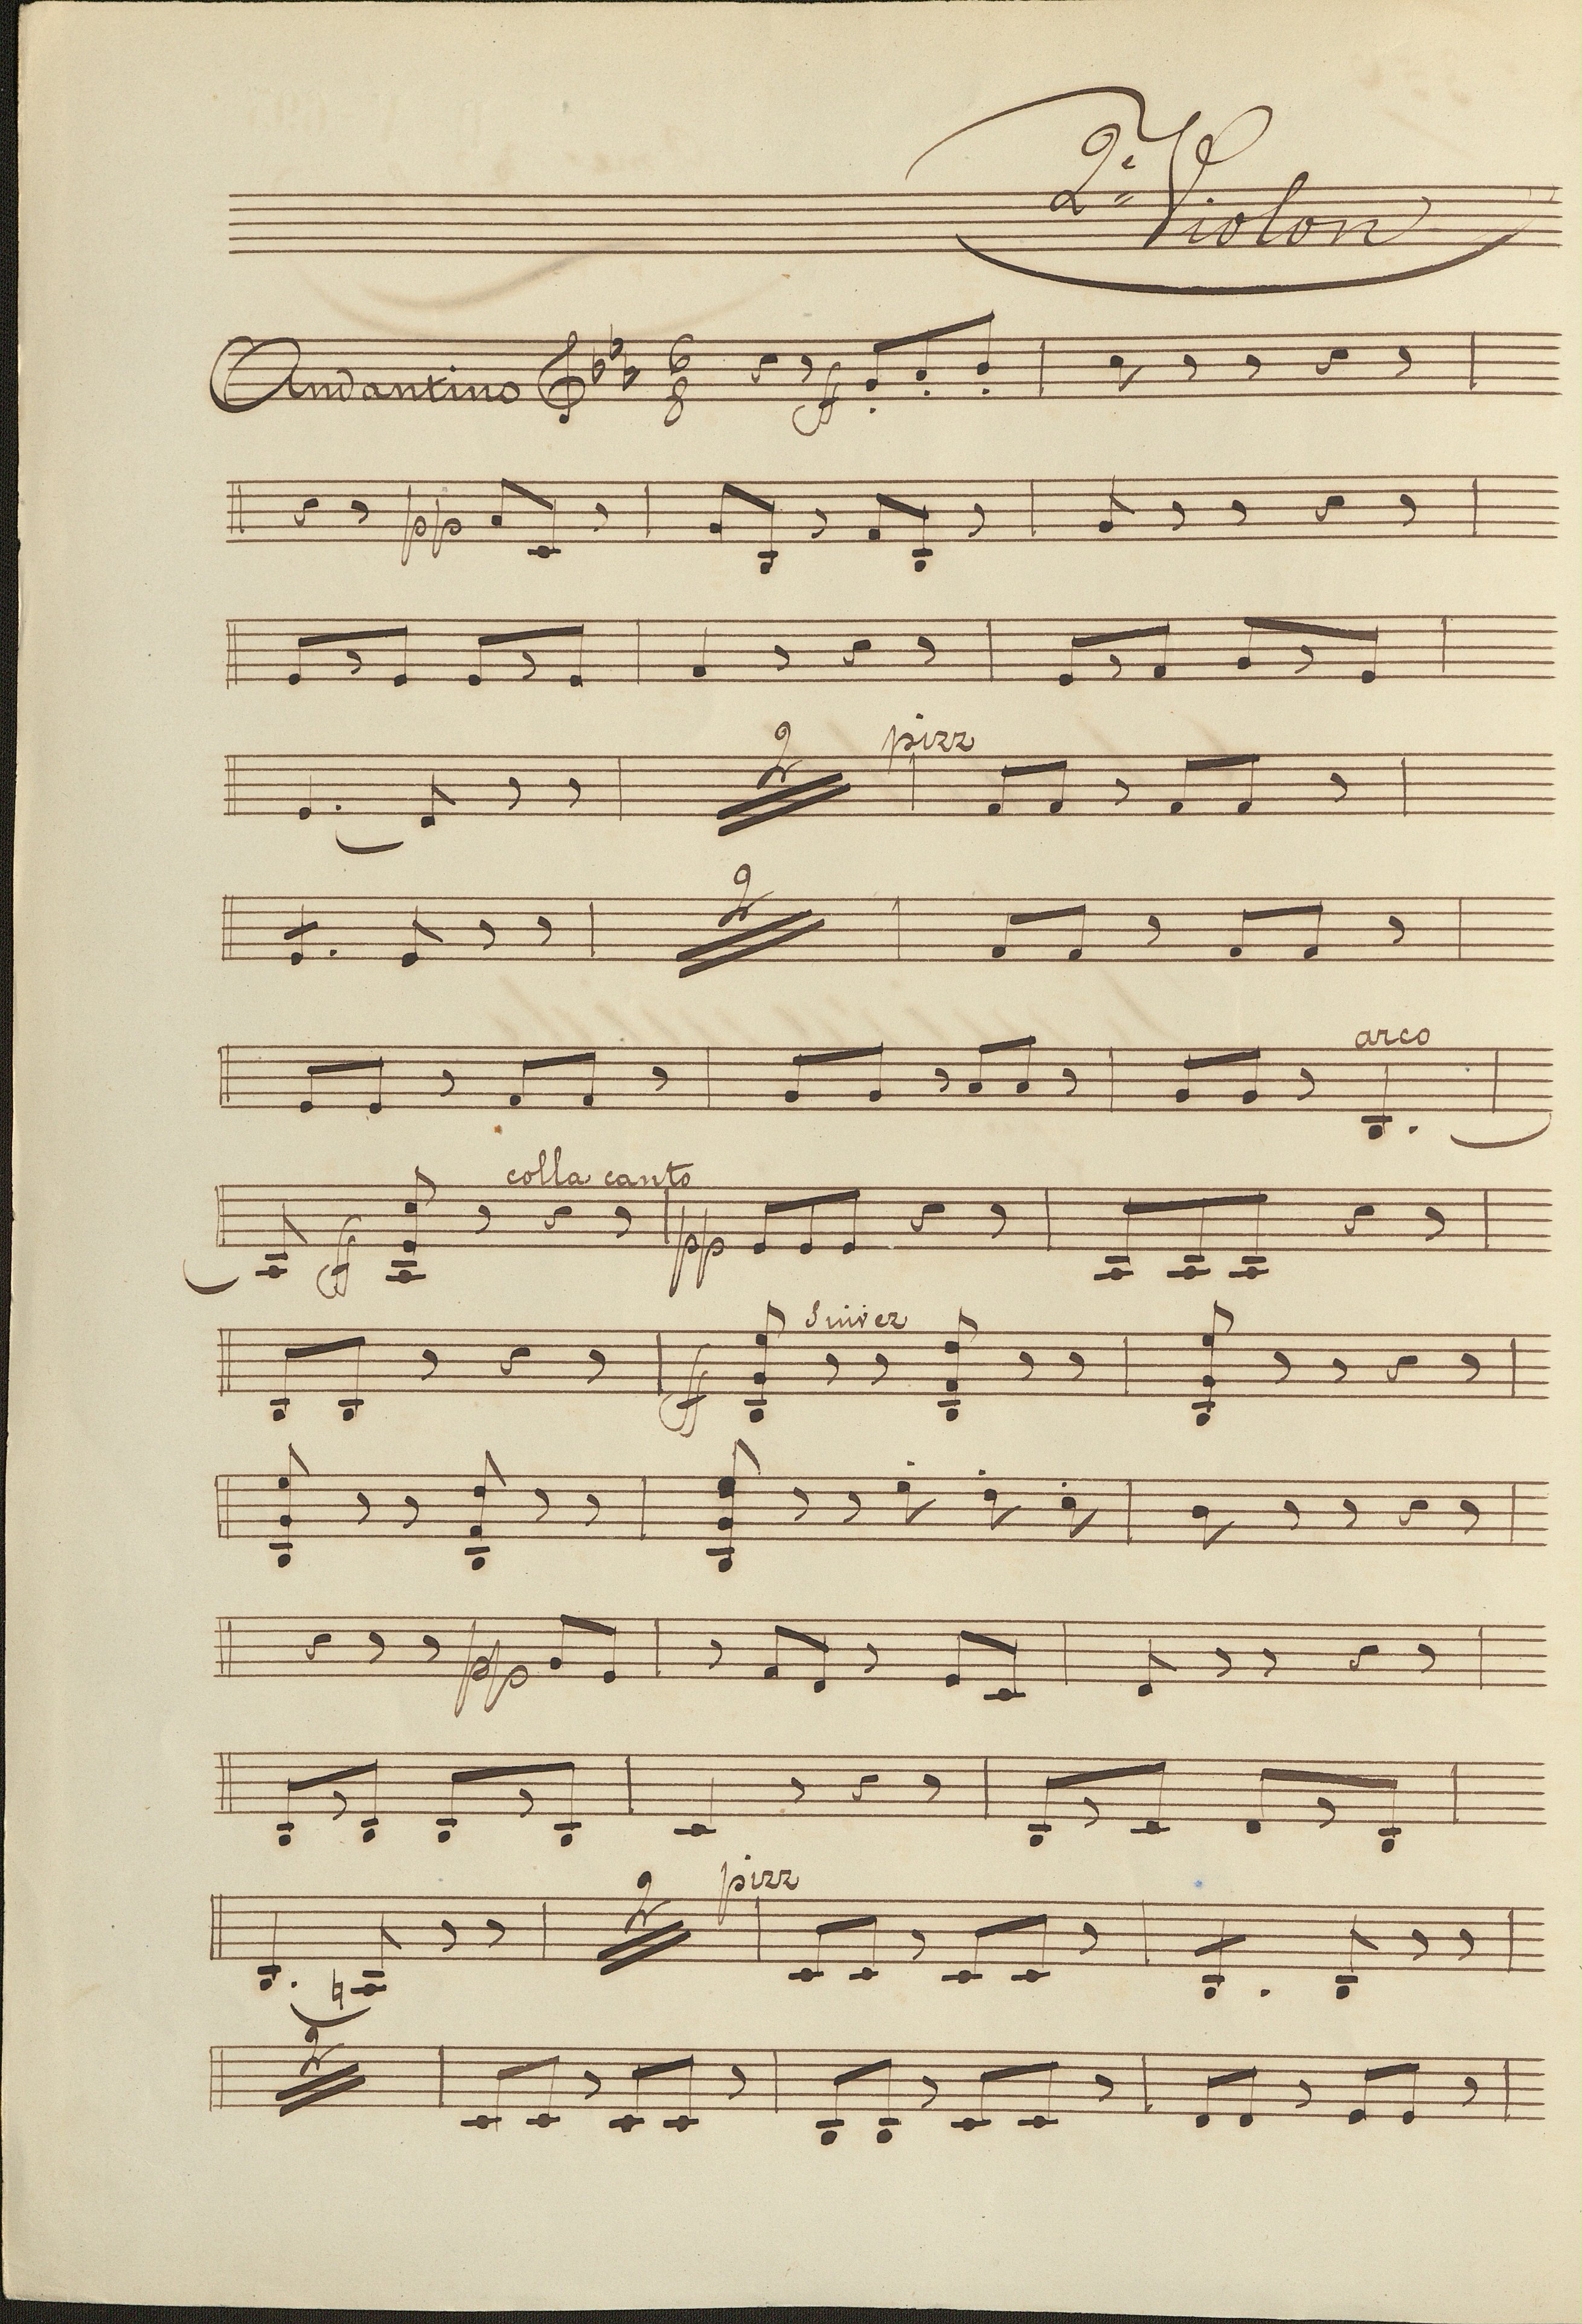 2e Violon
Andantino 6/8 ff
pp
2 pizz
2
arco
ff colla canto pp
ff Suivez
pp
2 pizz
2